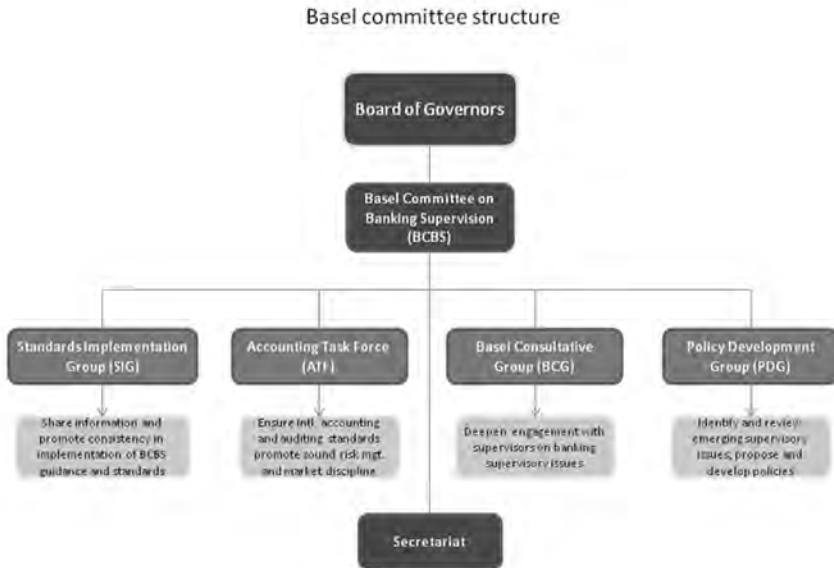 Basel committee structure
Board of Governors
Basel Committee on
Banking Supervision
(BCBS)
Standards Implementation
Group (SIG)
Accounting Task Force
(ATF)
Basel Consultative
Group (BCG)
Policy Development
Group (PDG)
Share information and
promote consistency in
implementation of BCBS
guidance and standards
Ensure intl. accounting
and auditing standards
promote sound risk mgt.
and market discipline
Deepen engagement with
supervisors on banking
supervisory issues
Identify and review
emerging supervisory
issues, propose and
develop policies
Secretariat